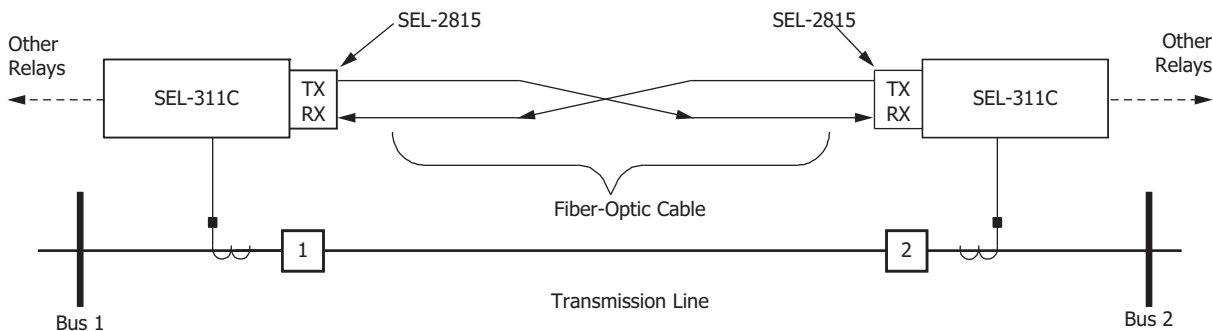 SEL-2815
SEL-2815
Other
Relays
Other
Relays
SEL-311C
TX
RX
TX
RX
SEL-311C
Fiber-Optic Cable
1
2
Transmission Line
Bus 1
Bus 2